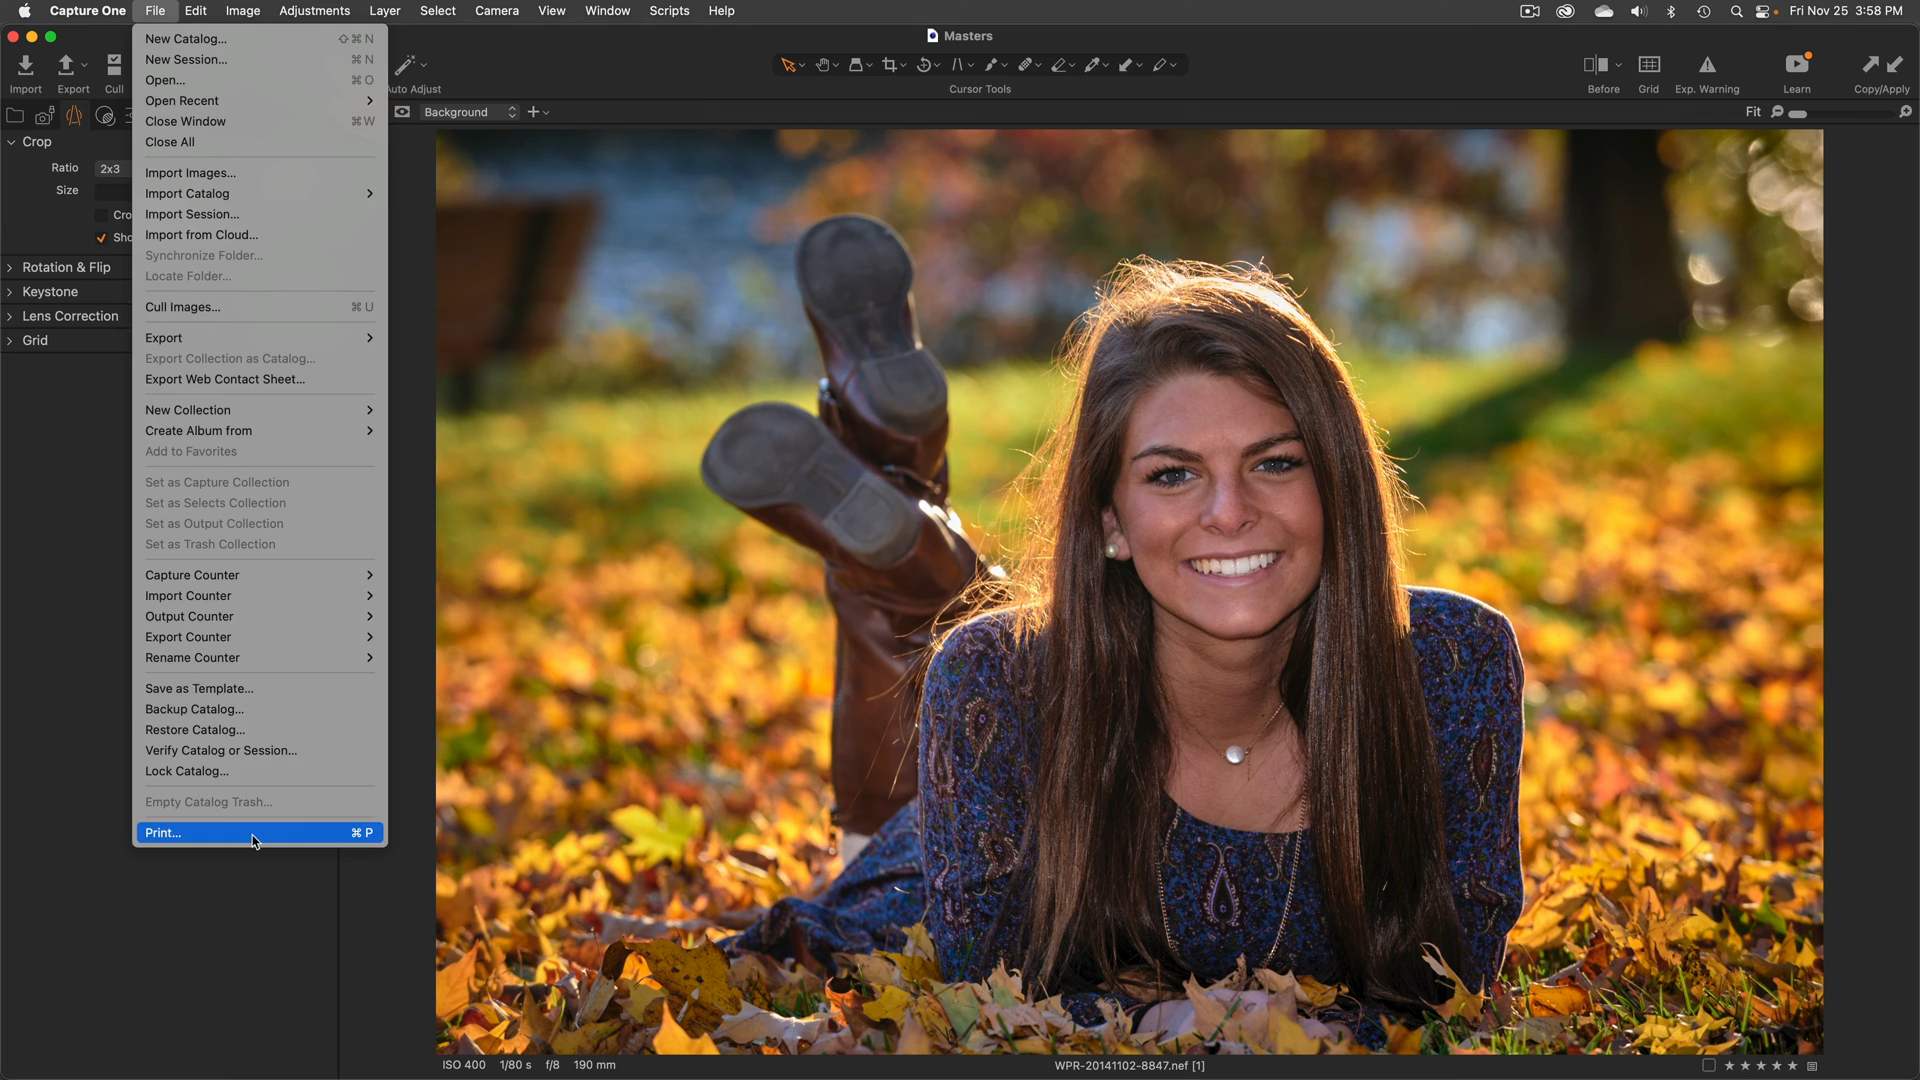 Capture One File Edit Image Adjustments Layer Select Camera View Window Scripts Help Fri Nov 25 3:58 PM
Masters
Import Export Cull Auto Adjust Cursor Tools Before Grid Exp. Warning Learn Copy/Apply
Background Fit
Crop
Ratio 2x3
Size
Cro
Sho
Rotation & Flip
Keystone
Lens Correction
Grid
New Catalog... ⇧⌘N
New Session... ⌘N
Open... ⌘O
Open Recent
Close Window ⌘W
Close All
Import Images...
Import Catalog
Import Session...
Import from Cloud...
Synchronize Folder...
Locate Folder...
Cull Images... ⌘U
Export
Export Collection as Catalog...
Export Web Contact Sheet...
New Collection
Create Album from
Add to Favorites
Set as Capture Collection
Set as Selects Collection
Set as Output Collection
Set as Trash Collection
Capture Counter
Import Counter
Output Counter
Export Counter
Rename Counter
Save as Template...
Backup Catalog...
Restore Catalog...
Verify Catalog or Session...
Lock Catalog...
Empty Catalog Trash...
Print... ⌘P
ISO 400 1/80 s f/8 190 mm WPR-20141102-8847.nef [1]